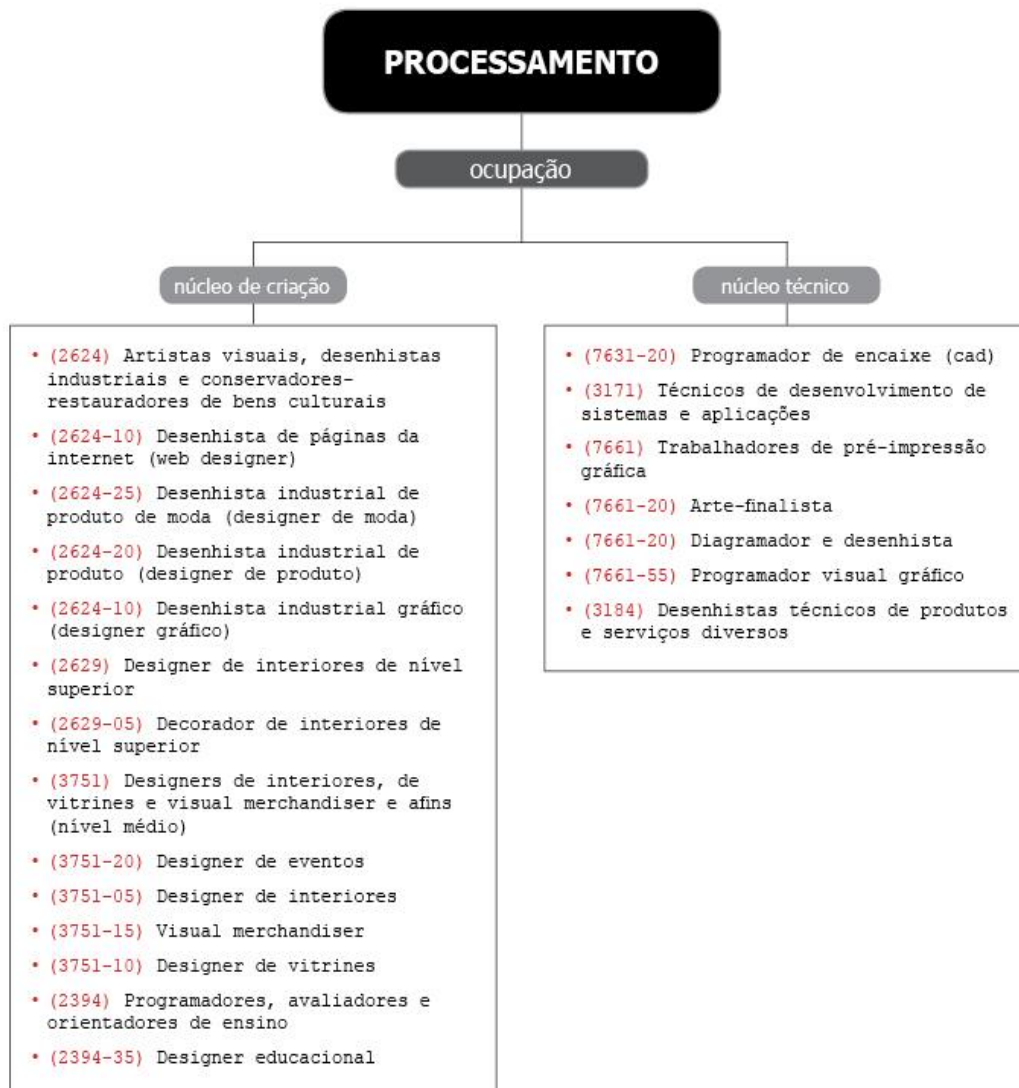 PROCESSAMENTO
ocupação
núcleo de criação
• (2624) Artistas visuais, desenhistas
industriais e conservadores-
restauradores de bens culturais
• (2624-10) Desenhista de páginas da
internet (web designer)
• (2624-25) Desenhista industrial de
produto de moda (designer de moda)
• (2624-20) Desenhista industrial de
produto (designer de produto)
• (2624-10) Desenhista industrial gráfico
(designer gráfico)
• (2629) Designer de interiores de nível
superior
• (2629-05) Decorador de interiores de
nível superior
• (3751) Designers de interiores, de
vitrines e visual merchandiser e afins
(nível médio)
• (3751-20) Designer de eventos
• (3751-05) Designer de interiores
• (3751-15) Visual merchandiser
• (3751-10) Designer de vitrines
• (2394) Programadores, avaliadores e
orientadores de ensino
• (2394-35) Designer educacional
núcleo técnico
• (7631-20) Programador de encaixe (cad)
• (3171) Técnicos de desenvolvimento de
sistemas e aplicações
• (7661) Trabalhadores de pré-impressão
gráfica
• (7661-20) Arte-finalista
• (7661-20) Diagramador e desenhista
• (7661-55) Programador visual gráfico
• (3184) Desenhistas técnicos de produtos
e serviços diversos